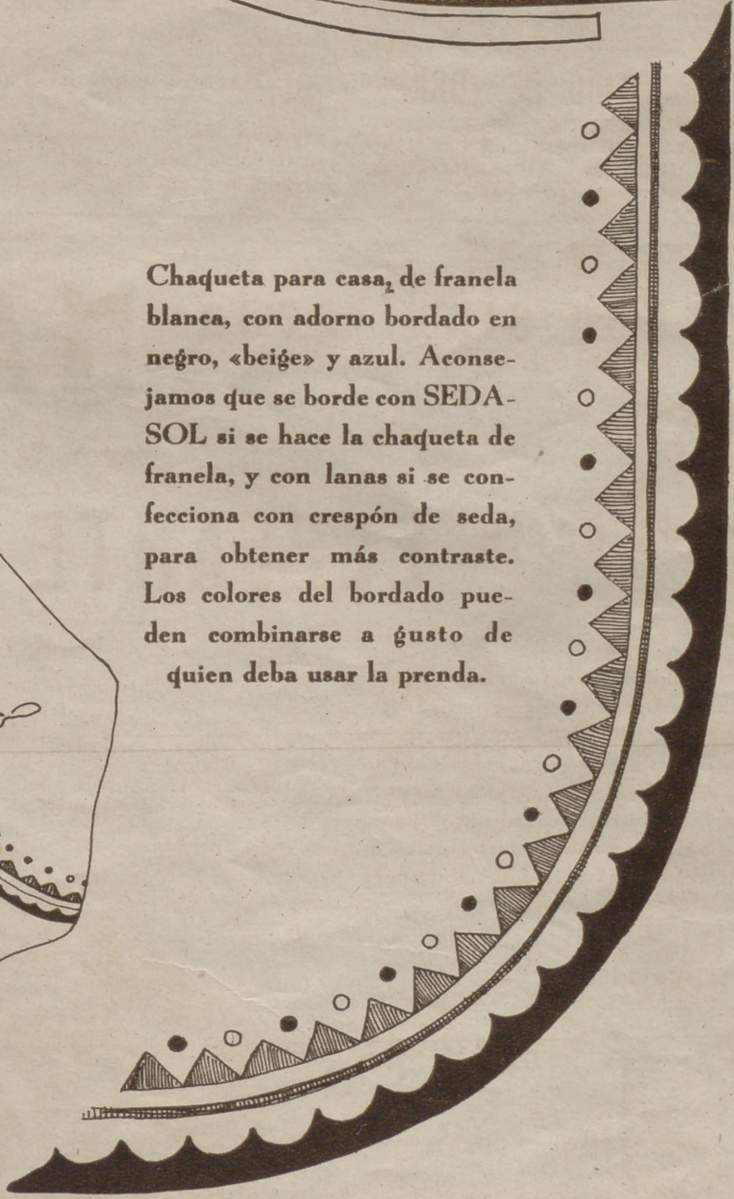 Chaqueta para casa, de franela
blanca, con adorno bordado en
negro, «beige» y azul. Aconse-
jamos que se borde con SEDA-
SOL si se hace la chaqueta de
franela, y con lanas si se con-
fecciona con crespón de seda,
para obtener más contraste.
Los colores del bordado pue-
den combinarse a gusto de
quien deba usar la prenda.